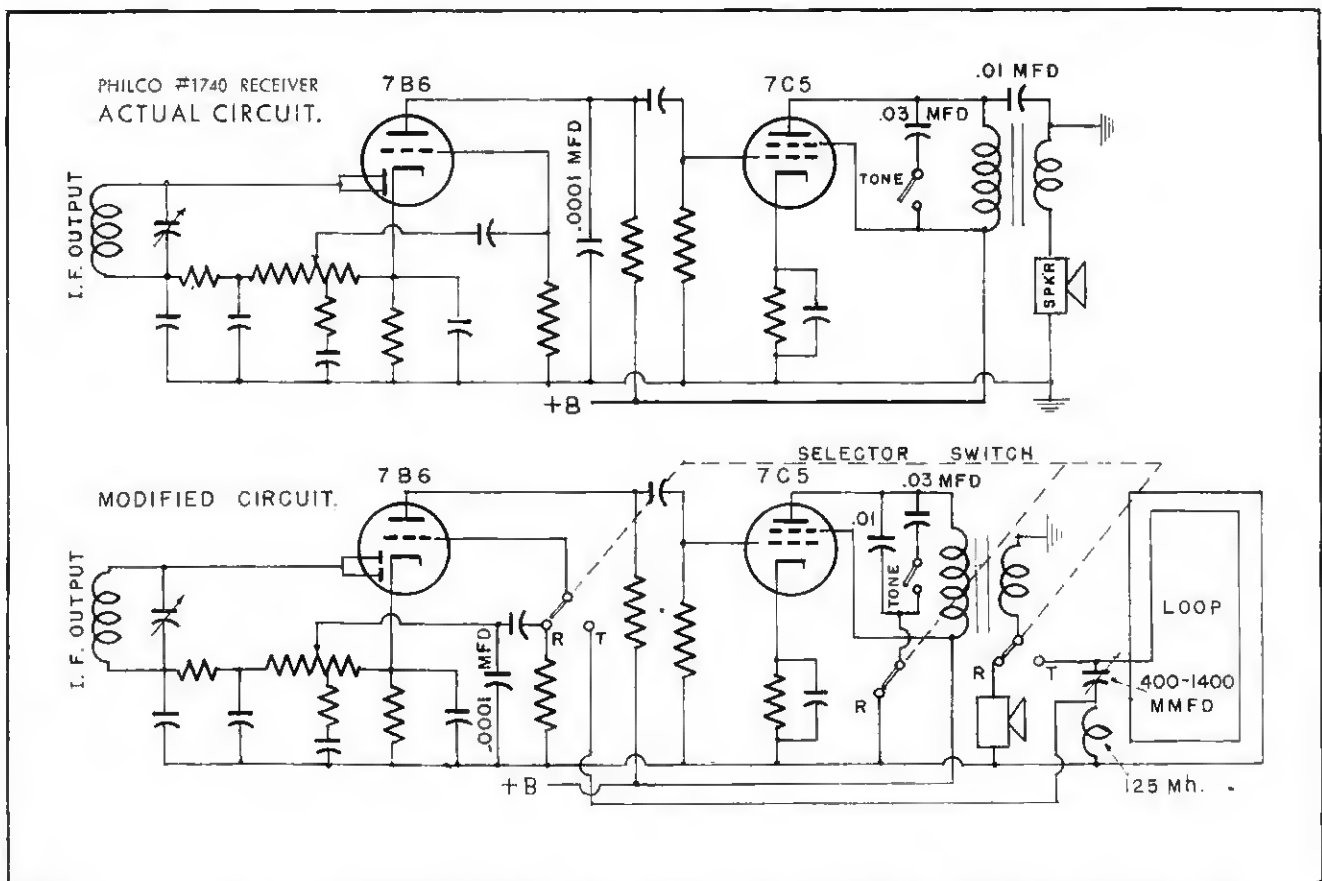 PHILCO #1740 RECEIVER
ACTUAL CIRCUIT.
7B6
7C5
.01 MFD
.03 MFD
TONE
.0001 MFD
I.F. OUTPUT
SPKR
+B
MODIFIED CIRCUIT.
7B6
SELECTOR SWITCH
7C5
.03 MFD
.01
TONE
I.F. OUTPUT
R
T
.0001 MFD
R
R
T
LOOP
400-1400
MMFD
+B
125 Mh.